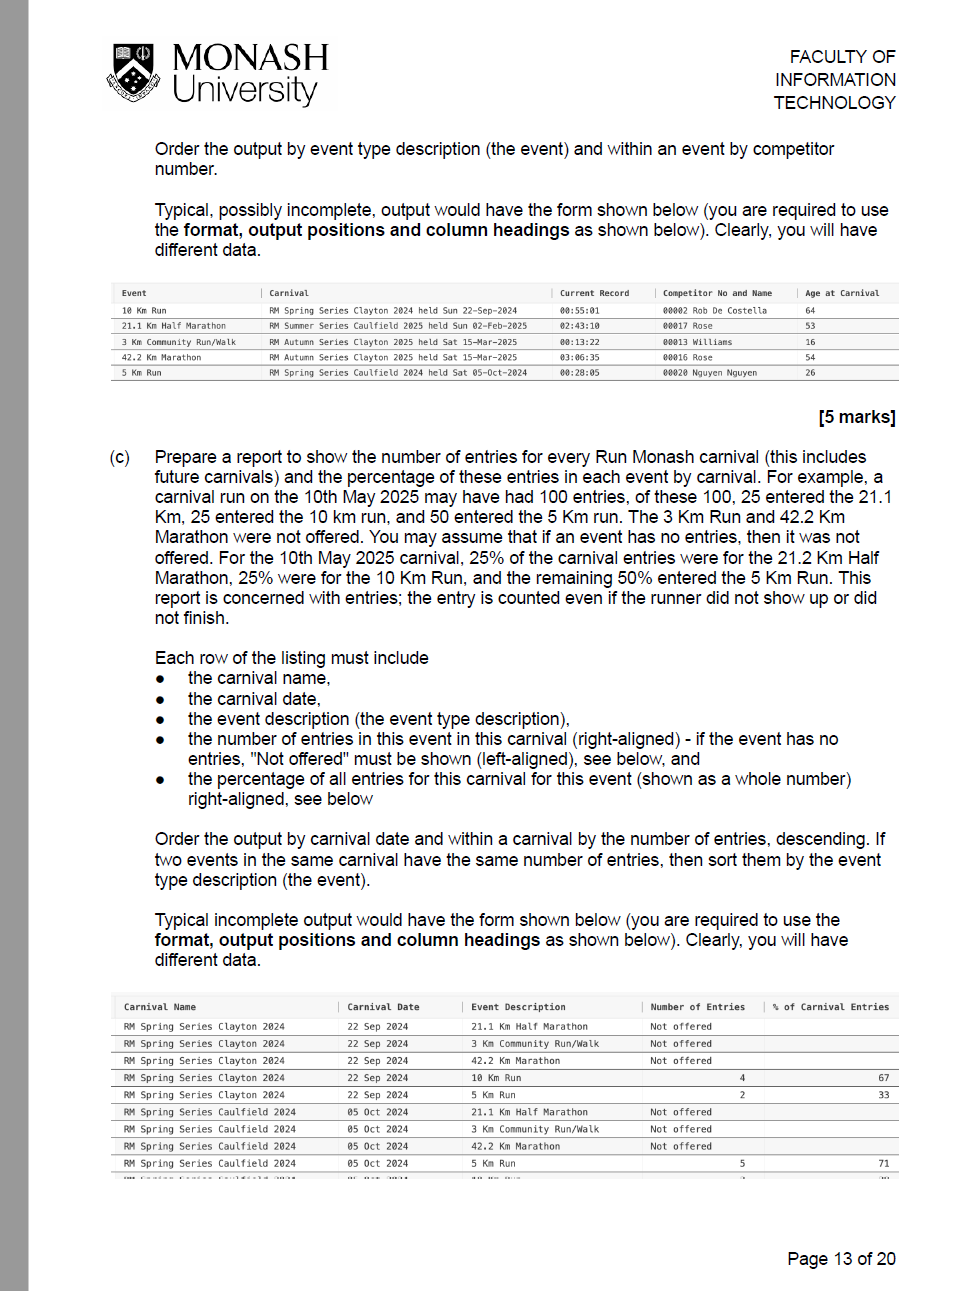 MONASH
University
FACULTY OF
INFORMATION
TECHNOLOGY
Order the output by event type description (the event) and within an event by competitor
number.
Typical, possibly incomplete, output would have the form shown below (you are required to use
the format, output positions and column headings as shown below). Clearly, you will have
different data.
Event Carnival Current Record Competitor No and Name Age at Carnival
10 Km Run RM Spring Series Clayton 2024 held Sun 22-Sep-2024 00:55:01 00002 Rob De Costella 64
21.1 Km Half Marathon RM Summer Series Caulfield 2025 held Sun 02-Feb-2025 02:43:10 00017 Rose 53
3 Km Community Run/Walk RM Autumn Series Clayton 2025 held Sat 15-Mar-2025 00:13:22 00013 Williams 16
42.2 Km Marathon RM Autumn Series Clayton 2025 held Sat 15-Mar-2025 03:06:35 00016 Rose 54
5 Km Run RM Spring Series Caulfield 2024 held Sat 05-Oct-2024 00:28:05 00020 Nguyen Nguyen 26
[5 marks]
(c) Prepare a report to show the number of entries for every Run Monash carnival (this includes
future carnivals) and the percentage of these entries in each event by carnival. For example, a
carnival run on the 10th May 2025 may have had 100 entries, of these 100, 25 entered the 21.1
Km, 25 entered the 10 km run, and 50 entered the 5 Km run. The 3 Km Run and 42.2 Km
Marathon were not offered. You may assume that if an event has no entries, then it was not
offered. For the 10th May 2025 carnival, 25% of the carnival entries were for the 21.2 Km Half
Marathon, 25% were for the 10 Km Run, and the remaining 50% entered the 5 Km Run. This
report is concerned with entries; the entry is counted even if the runner did not show up or did
not finish.
Each row of the listing must include
● the carnival name,
● the carnival date,
● the event description (the event type description),
● the number of entries in this event in this carnival (right-aligned) - if the event has no
entries, "Not offered" must be shown (left-aligned), see below, and
● the percentage of all entries for this carnival for this event (shown as a whole number)
right-aligned, see below
Order the output by carnival date and within a carnival by the number of entries, descending. If
two events in the same carnival have the same number of entries, then sort them by the event
type description (the event).
Typical incomplete output would have the form shown below (you are required to use the
format, output positions and column headings as shown below). Clearly, you will have
different data.
Carnival Name Carnival Date Event Description Number of Entries % of Carnival Entries
RM Spring Series Clayton 2024 22 Sep 2024 21.1 Km Half Marathon Not offered
RM Spring Series Clayton 2024 22 Sep 2024 3 Km Community Run/Walk Not offered
RM Spring Series Clayton 2024 22 Sep 2024 42.2 Km Marathon Not offered
RM Spring Series Clayton 2024 22 Sep 2024 10 Km Run 4 67
RM Spring Series Clayton 2024 22 Sep 2024 5 Km Run 2 33
RM Spring Series Caulfield 2024 05 Oct 2024 21.1 Km Half Marathon Not offered
RM Spring Series Caulfield 2024 05 Oct 2024 3 Km Community Run/Walk Not offered
RM Spring Series Caulfield 2024 05 Oct 2024 42.2 Km Marathon Not offered
RM Spring Series Caulfield 2024 05 Oct 2024 5 Km Run 5 71
Page 13 of 20